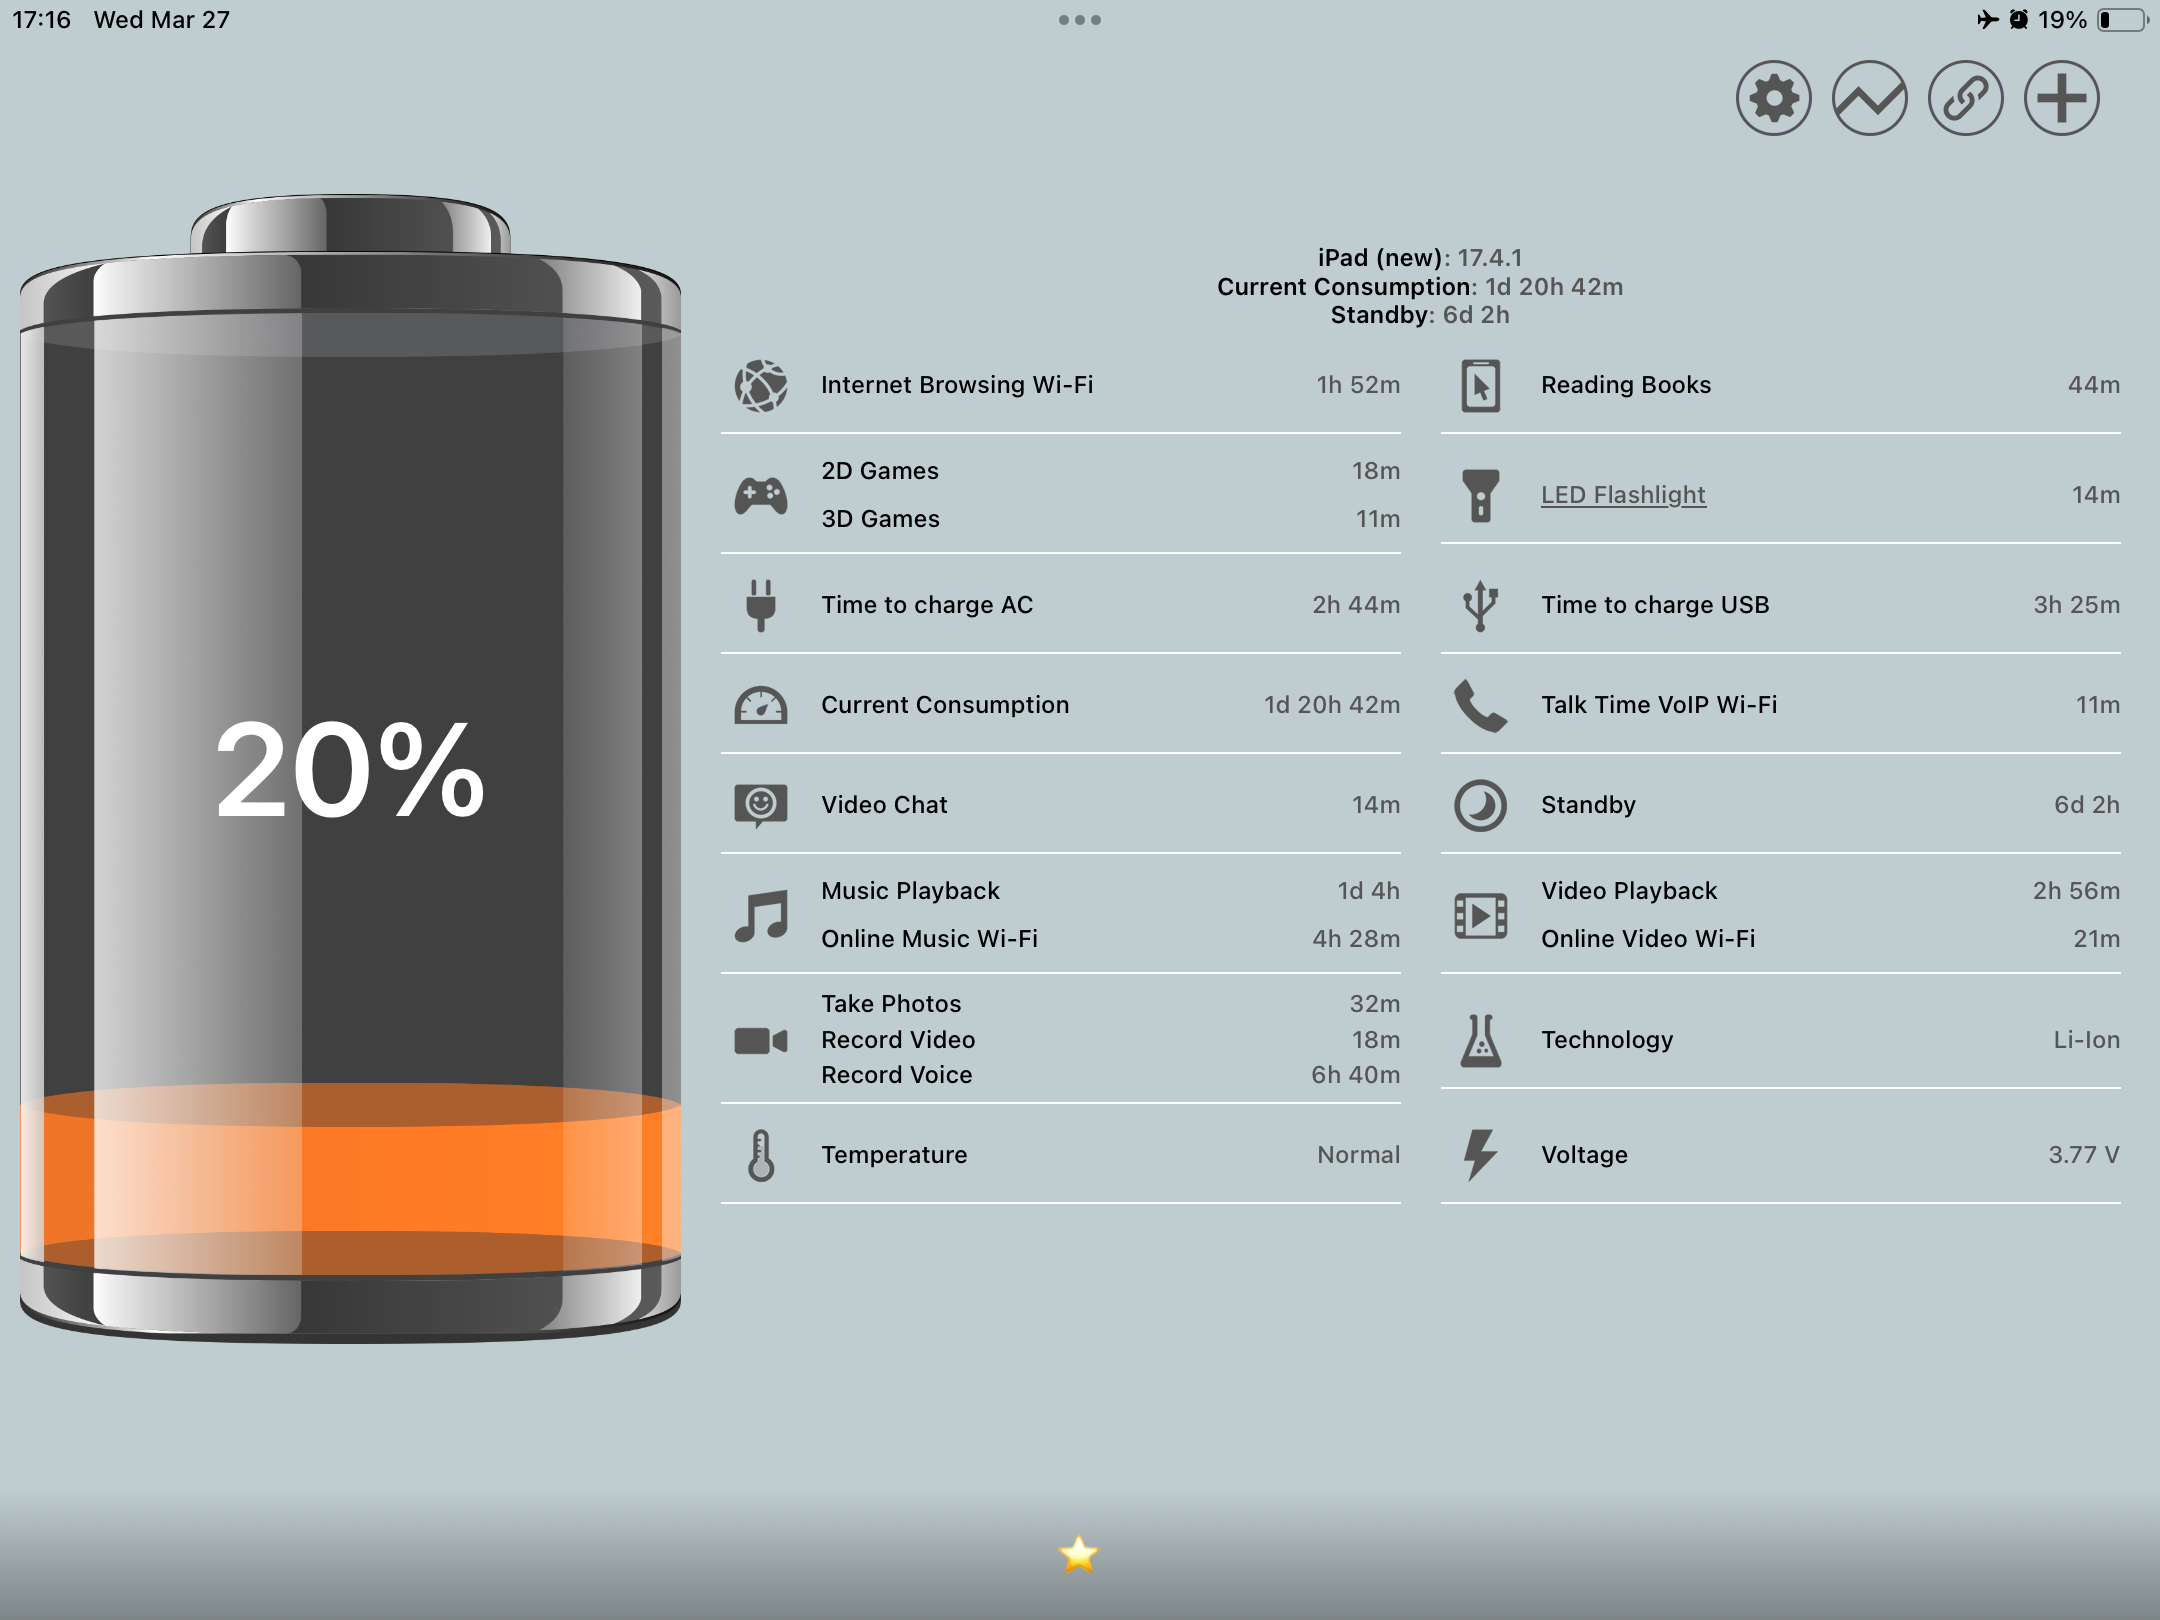 17:16 Wed Mar 27
19%
iPad (new): 17.4.1
Current Consumption: 1d 20h 42m
Standby: 6d 2h
20%
Internet Browsing Wi-Fi 1h 52m
2D Games 18m
3D Games 11m
Time to charge AC 2h 44m
Current Consumption 1d 20h 42m
Video Chat 14m
Music Playback 1d 4h
Online Music Wi-Fi 4h 28m
Take Photos 32m
Record Video 18m
Record Voice 6h 40m
Temperature Normal
Reading Books 44m
LED Flashlight 14m
Time to charge USB 3h 25m
Talk Time VoIP Wi-Fi 11m
Standby 6d 2h
Video Playback 2h 56m
Online Video Wi-Fi 21m
Technology Li-Ion
Voltage 3.77 V